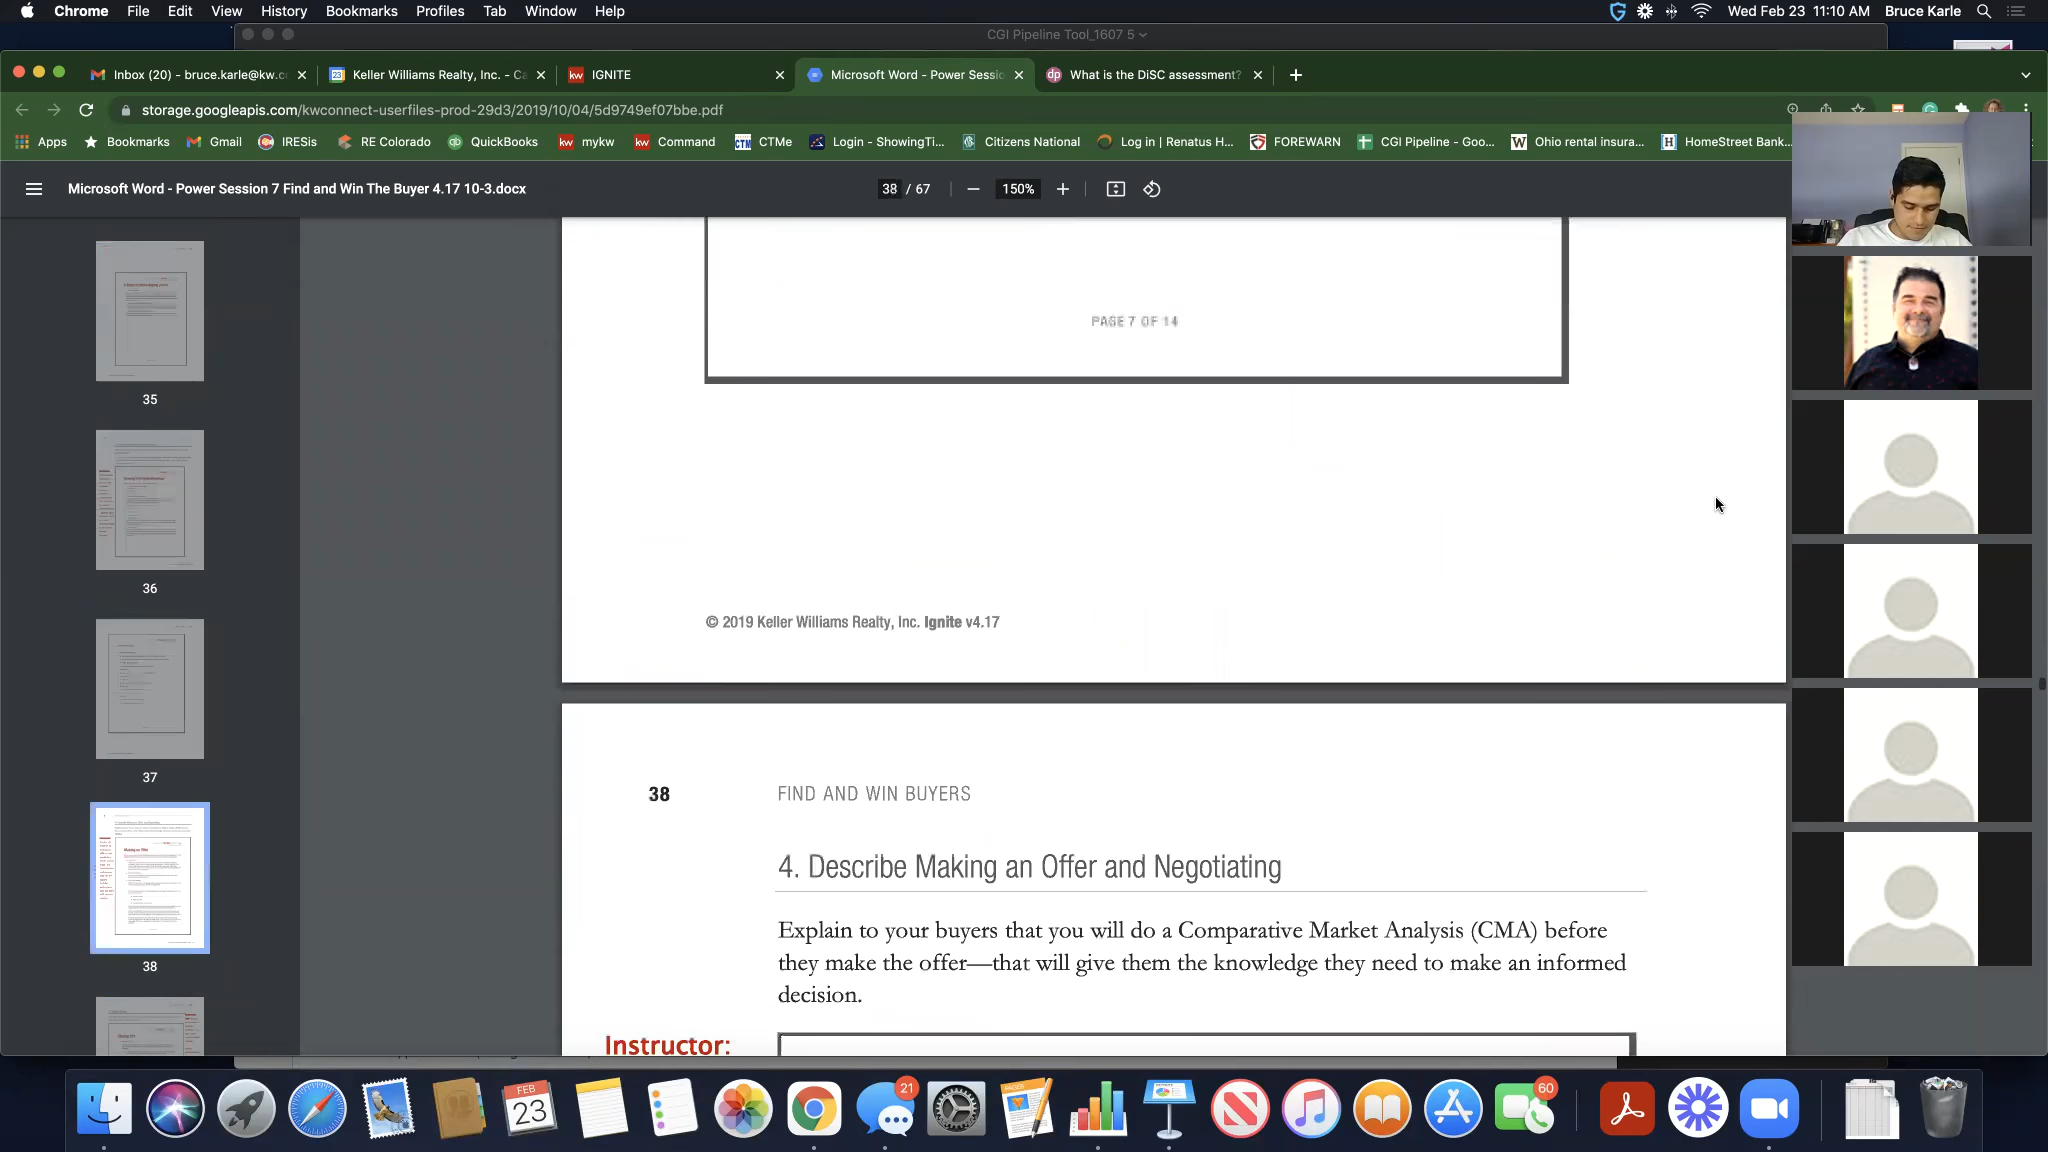 Chrome File Edit View History Bookmarks Profiles Tab Window Help Wed Feb 23 11:10 AM Bruce Karle
CGI Pipeline Tool_1607 5
Inbox (20) - bruce.karle@kw.c Keller Williams Realty, Inc. - Ca IGNITE Microsoft Word - Power Sessio What is the DiSC assessment?
storage.googleapis.com/kwconnect-userfiles-prod-29d3/2019/10/04/5d9749ef07bbe.pdf
Apps Bookmarks Gmail IRESis RE Colorado QuickBooks mykw Command CTMe Login - ShowingTi... Citizens National Log in | Renatus H... FOREWARN CGI Pipeline - Goo... Ohio rental insura... HomeStreet Bank...
Microsoft Word - Power Session 7 Find and Win The Buyer 4.17 10-3.docx 38 / 67 150%
35
36
37
38
PAGE 7 OF 14
© 2019 Keller Williams Realty, Inc. Ignite v4.17
38 FIND AND WIN BUYERS
4. Describe Making an Offer and Negotiating
Explain to your buyers that you will do a Comparative Market Analysis (CMA) before
they make the offer—that will give them the knowledge they need to make an informed
decision.
Instructor:
FEB
23
21
60